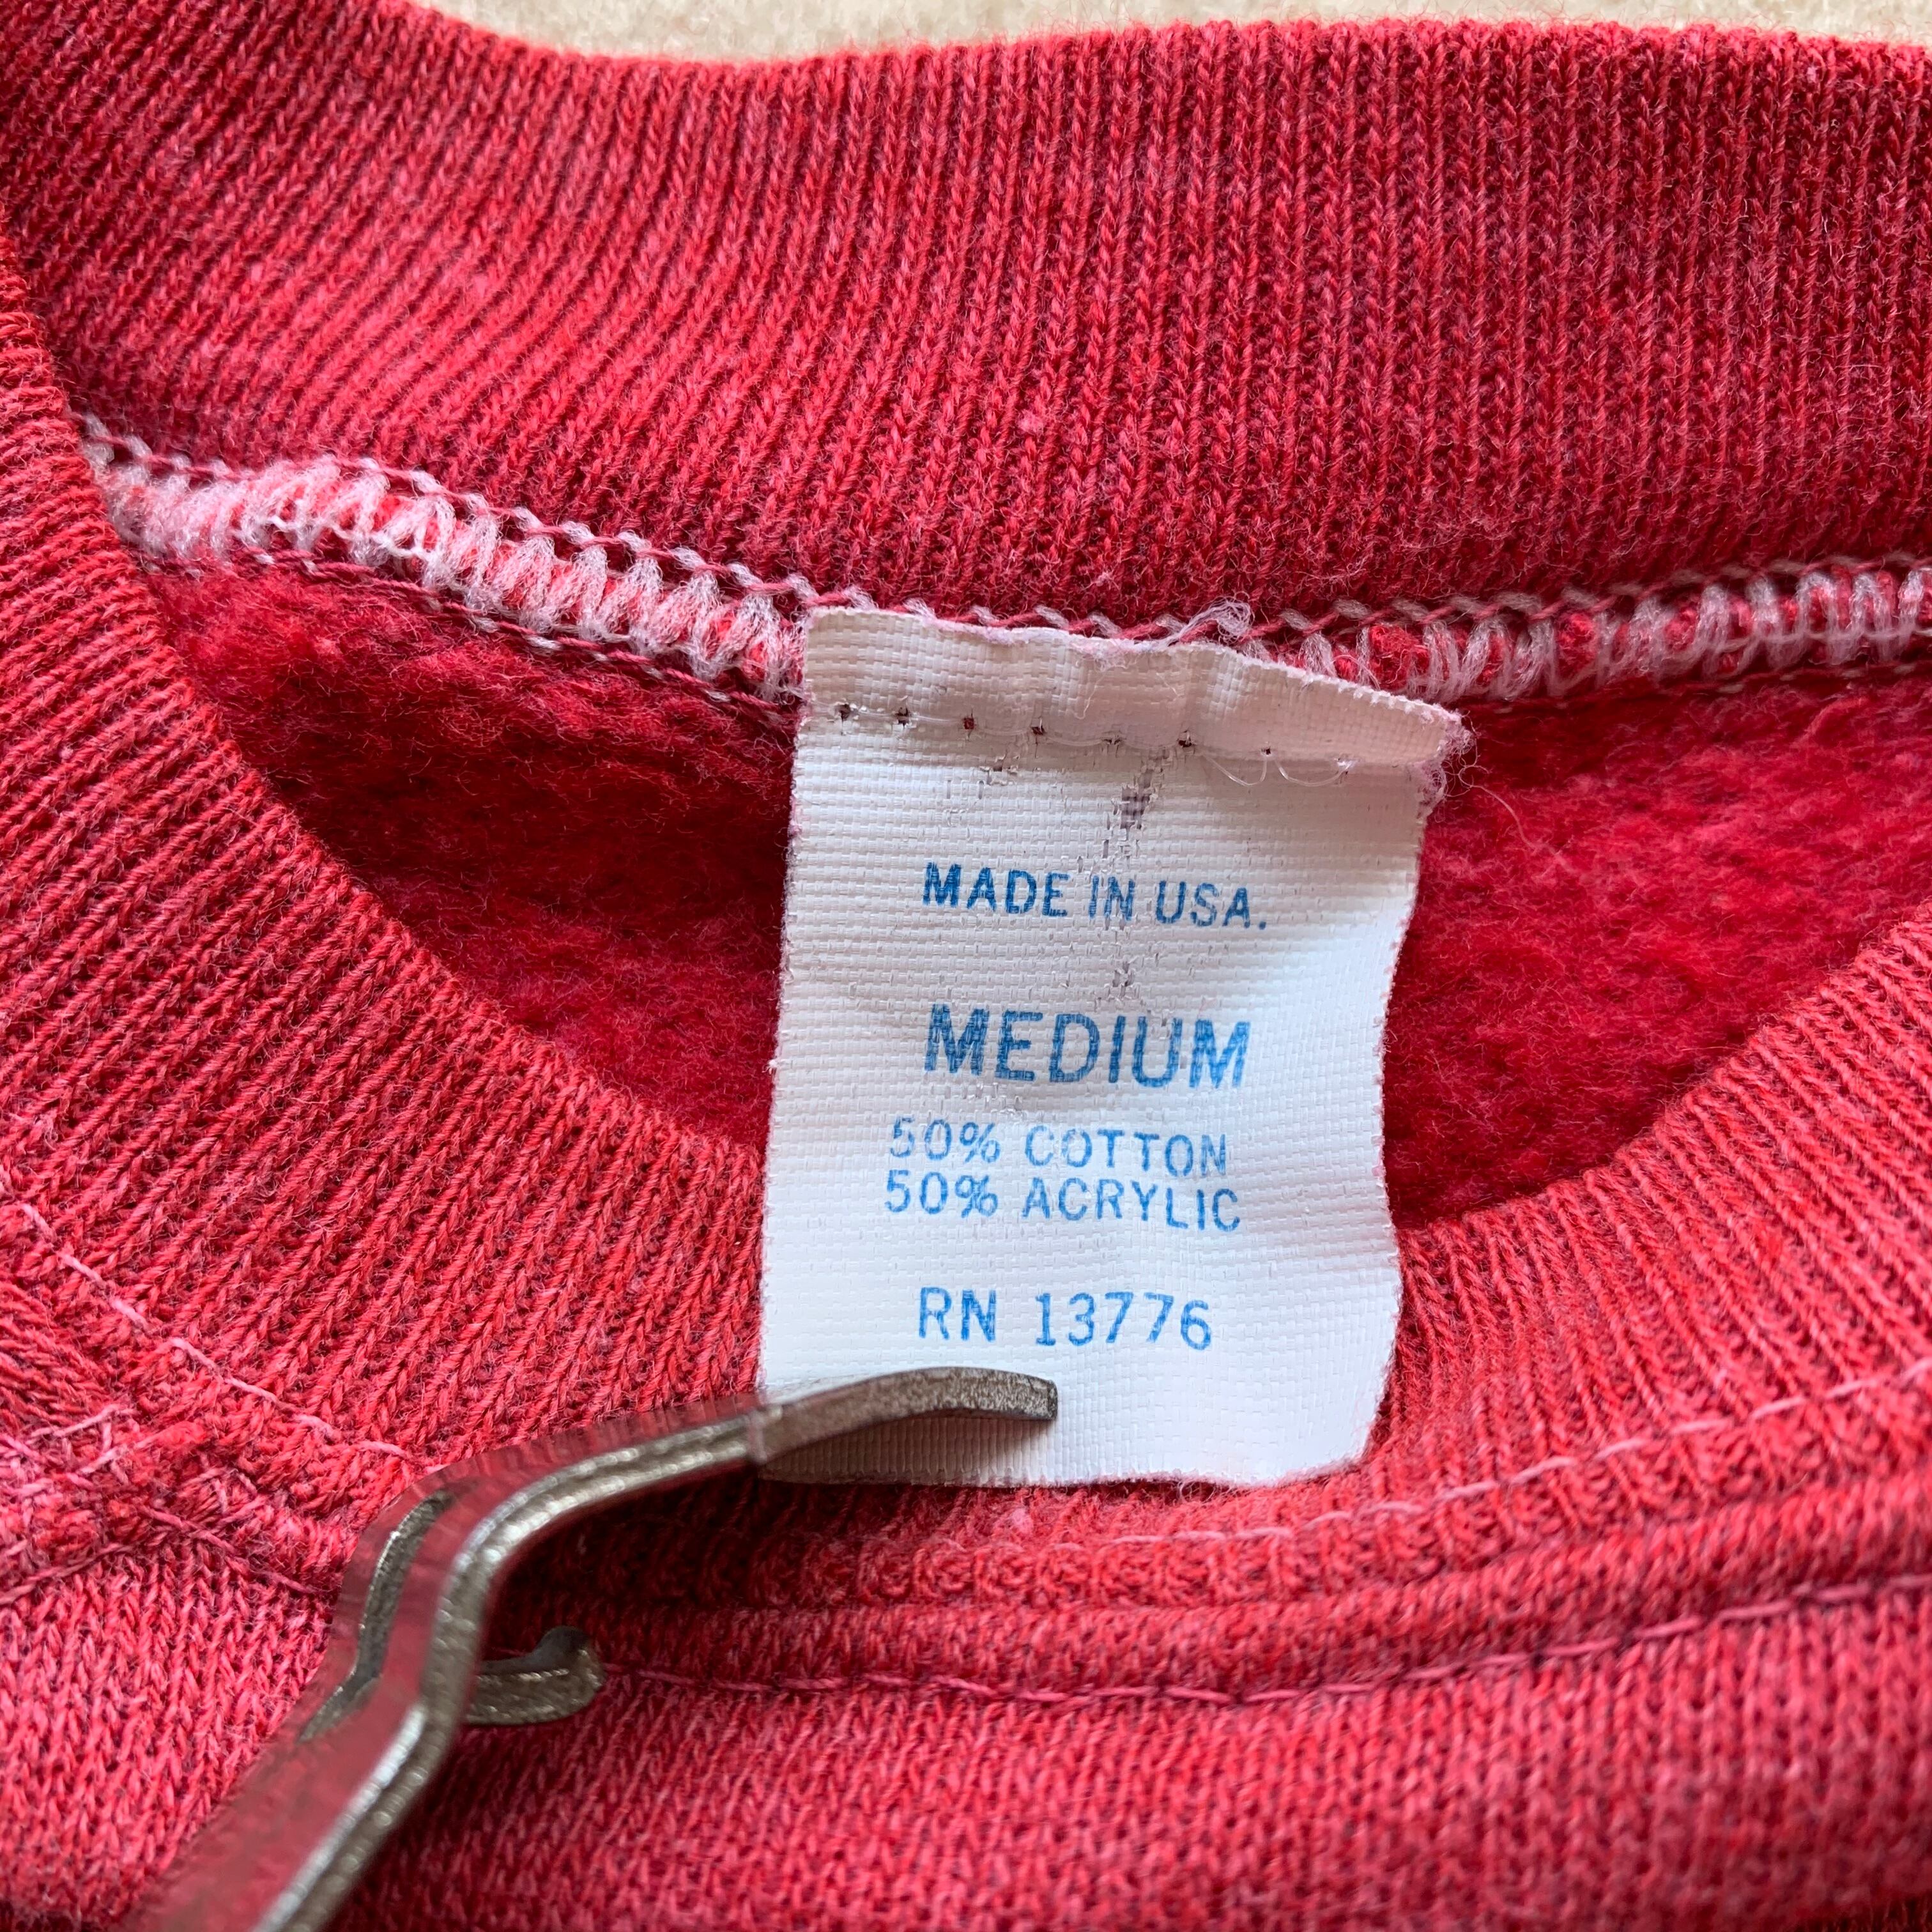 MADE IN USA.
MEDIUM
50% COTTON
50% ACRYLIC
RN 13776